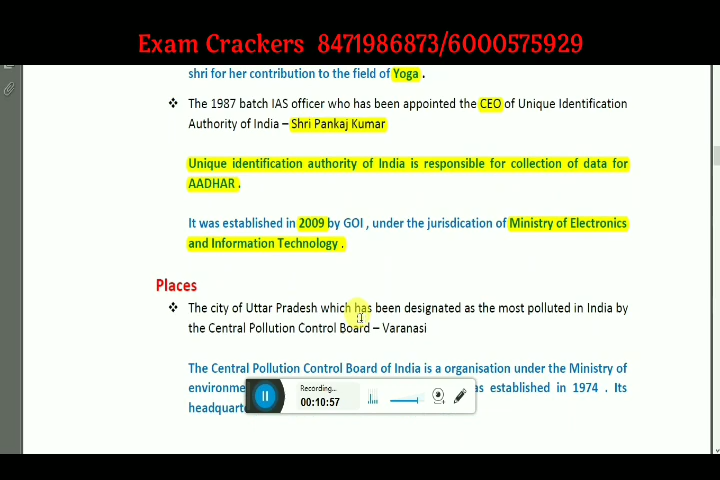 Exam Crackers 8471986873/6000575929
shri for her contribution to the field of Yoga .
❖ The 1987 batch IAS officer who has been appointed the CEO of Unique Identification
Authority of India – Shri Pankaj Kumar
Unique identification authority of India is responsible for collection of data for
AADHAR .
It was established in 2009 by GOI , under the jurisdication of Ministry of Electronics
and Information Technology .
Places
❖ The city of Uttar Pradesh which has been designated as the most polluted in India by
the Central Pollution Control Board – Varanasi
The Central Pollution Control Board of India is a organisation under the Ministry of
established in 1974 . Its
Recording...
00:10:57